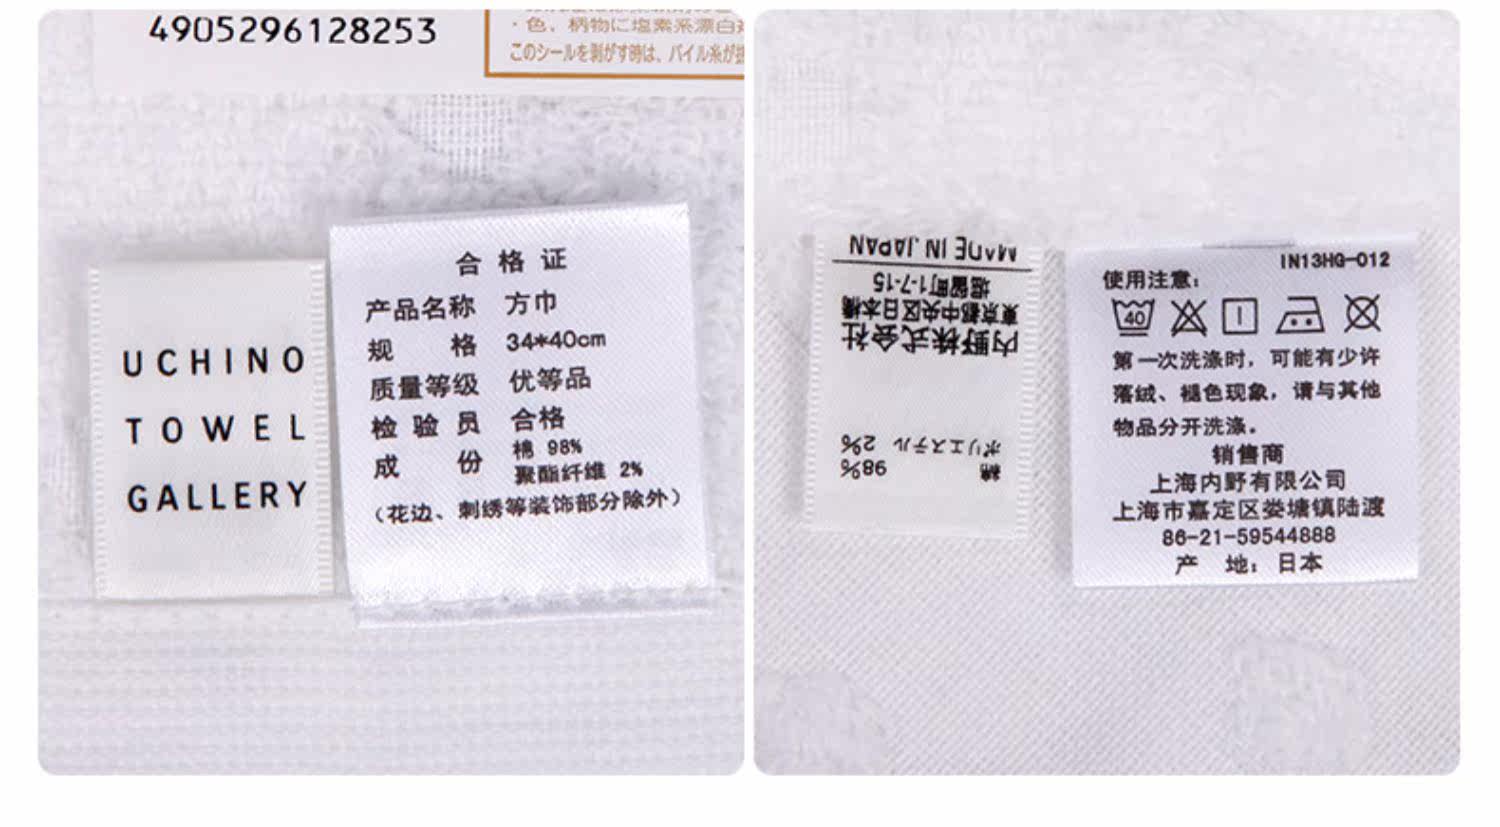 4905296128253
・色、柄物に塩素系漂白
このシールを剥がす時は、パイル糸が
UCHINO
TOWEL
GALLERY
合格证
产品名称 方巾
规格 34*40cm
质量等级 优等品
检验员 合格
成份 棉 98%
聚酯纤维 2%
（花边、刺绣等装饰部分除外）
綿 98%
ポリエステル 2%
内野株式会社
東京都中央区日本橋
堀留町1-7-15
MADE IN JAPAN
IN13HG-012
使用注意：
40
第一次洗涤时，可能有少许
落绒、褪色现象，请与其他
物品分开洗涤。
销售商
上海内野有限公司
上海市嘉定区娄塘镇陆渡
86-21-59544888
产 地：日本